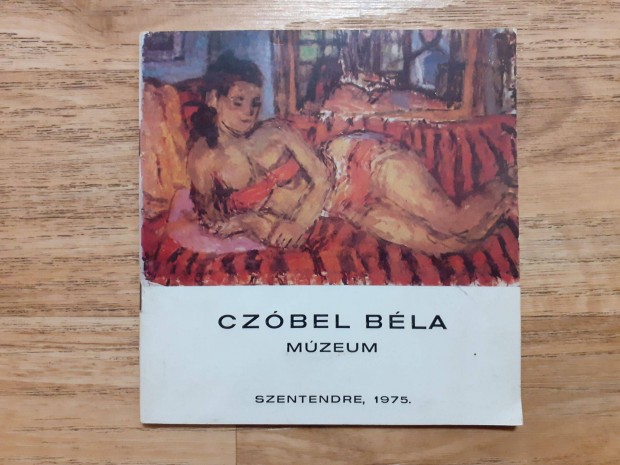 CZÓBEL BÉLA
MÚZEUM
SZENTENDRE, 1975.